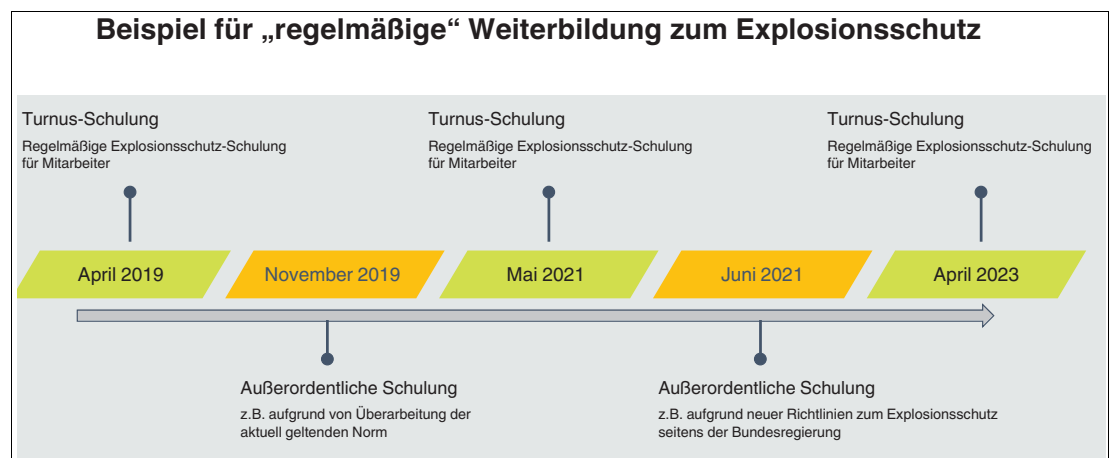 Beispiel für „regelmäßige“ Weiterbildung zum Explosionsschutz
Turnus-Schulung
Regelmäßige Explosionsschutz-Schulung
für Mitarbeiter
Turnus-Schulung
Regelmäßige Explosionsschutz-Schulung
für Mitarbeiter
Turnus-Schulung
Regelmäßige Explosionsschutz-Schulung
für Mitarbeiter
April 2019
November 2019
Mai 2021
Juni 2021
April 2023
Außerordentliche Schulung
z.B. aufgrund von Überarbeitung der
aktuell geltenden Norm
Außerordentliche Schulung
z.B. aufgrund neuer Richtlinien zum Explosionsschutz
seitens der Bundesregierung